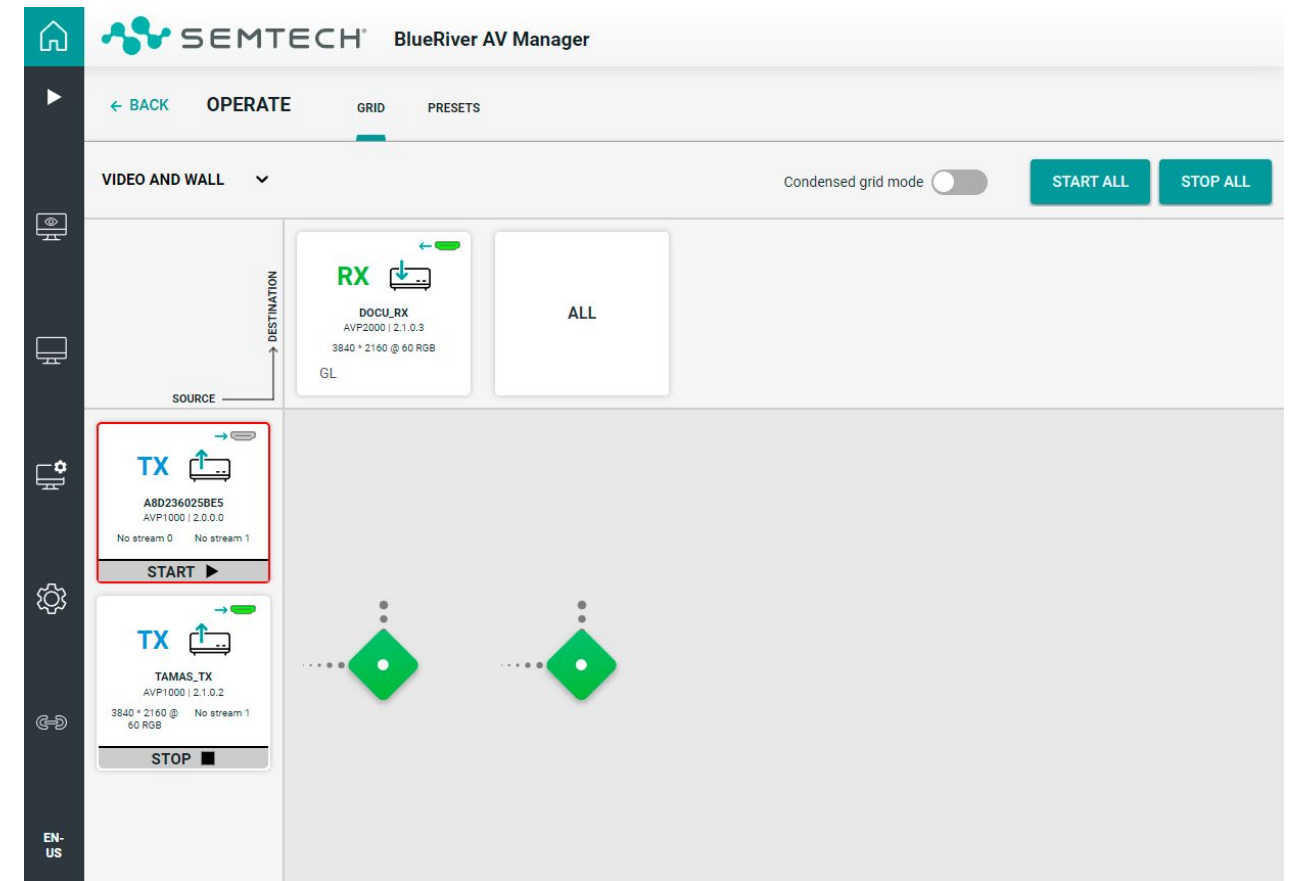 SEMTECH® BlueRiver AV Manager
← BACK OPERATE GRID PRESETS
VIDEO AND WALL Condensed grid mode START ALL STOP ALL
DESTINATION
SOURCE
RX
DOCU_RX
AVP2000 | 2.1.0.3
3840 * 2160 @ 60 RGB
GL
ALL
TX
A8D236025BE5
AVP1000 | 2.0.0.0
No stream 0 No stream 1
START
TX
TAMAS_TX
AVP1000 | 2.1.0.2
3840 * 2160 @ No stream 1
60 RGB
STOP
EN-
US